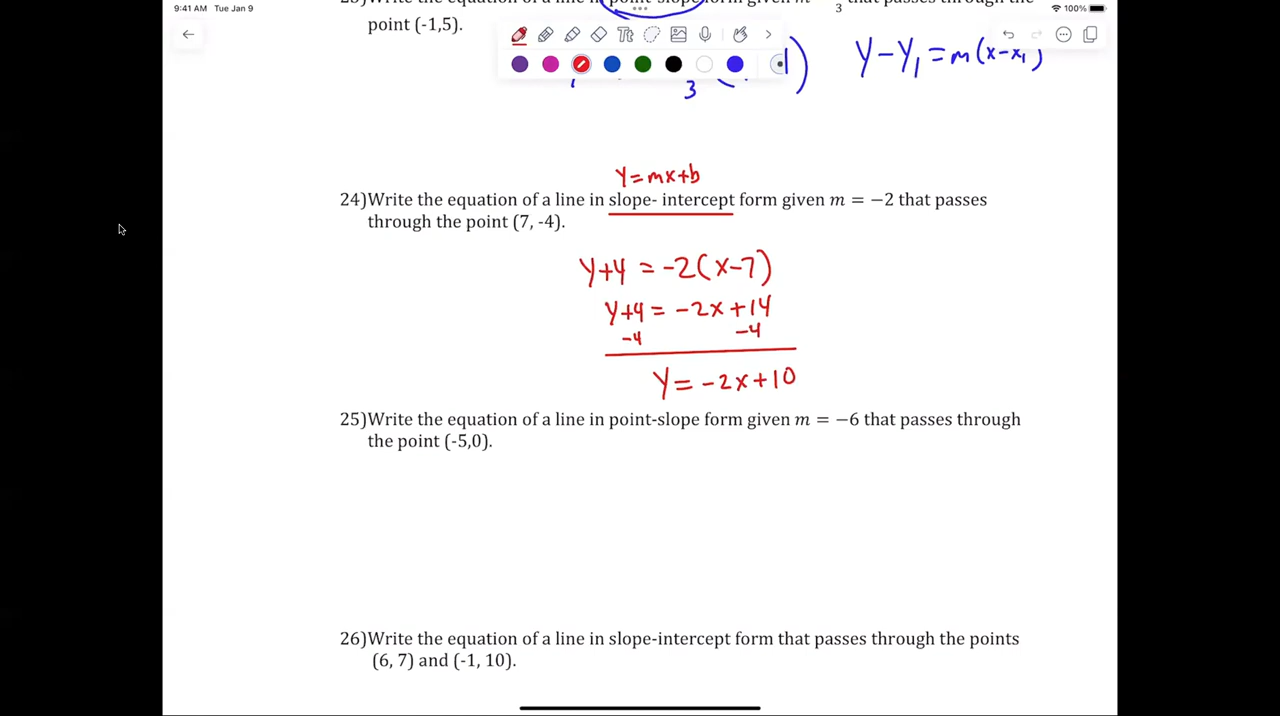 9:41 AM Tue Jan 9
100%
point (-1,5).
3
y-y₁=m(x-x₁)
3
y=mx+b
24)Write the equation of a line in slope- intercept form given m = −2 that passes
through the point (7, -4).
y+4 = -2(x-7)
y+4 = -2x+14
-4 -4
y = -2x+10
25)Write the equation of a line in point-slope form given m = −6 that passes through
the point (-5,0).
26)Write the equation of a line in slope-intercept form that passes through the points
(6, 7) and (-1, 10).